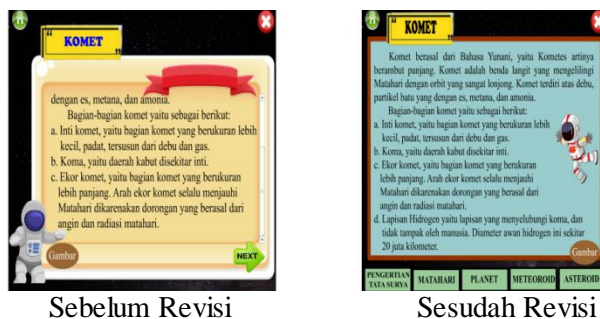 " KOMET "
dengan es, metana, dan amonia.
Bagian-bagian komet yaitu sebagai berikut:
a. Inti komet, yaitu bagian komet yang berukuran lebih
kecil, padat, tersusun dari debu dan gas.
b. Koma, yaitu daerah kabut disekitar inti.
c. Ekor komet, yaitu bagian komet yang berukuran
lebih panjang. Arah ekor komet selalu menjauhi
Matahari dikarenakan dorongan yang berasal dari
angin dan radiasi matahari.
Gambar
NEXT
Sebelum Revisi
" KOMET "
Komet berasal dari Bahasa Yunani, yaitu Kometes artinya
berambut panjang. Komet adalah benda langit yang mengelilingi
Matahari dengan orbit yang sangat lonjong. Komet terdiri atas debu,
partikel batu yang dengan es, metana, dan amonia.
Bagian-bagian komet yaitu sebagai berikut:
a. Inti komet, yaitu bagian komet yang berukuran lebih
kecil, padat, tersusun dari debu dan gas.
b. Koma, yaitu daerah kabut disekitar inti.
c. Ekor komet, yaitu bagian komet yang berukuran
lebih panjang. Arah ekor komet selalu menjauhi
Matahari dikarenakan dorongan yang berasal dari
angin dan radiasi matahari.
d. Lapisan Hidrogen yaitu lapisan yang menyelubungi koma, dan
tidak tampak oleh manusia. Diameter awan hidrogen ini sekitar
20 juta kilometer.
Gambar
PENGERTIAN
TATA SURYA
MATAHARI
PLANET
METEOROID
ASTEROID
Sesudah Revisi